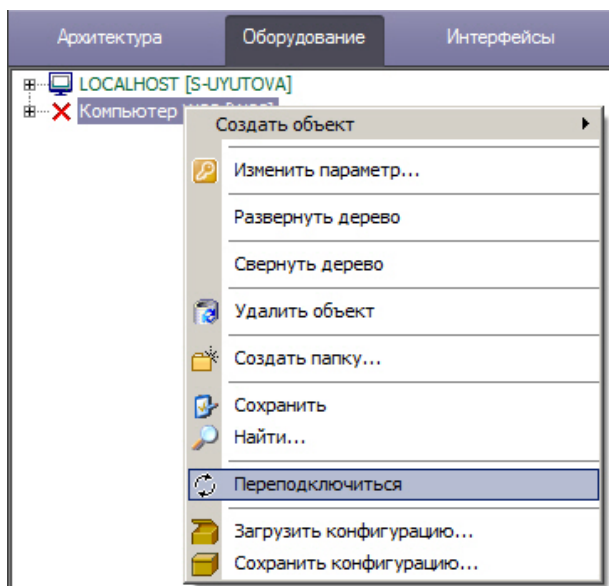 Архитектура Оборудование Интерфейсы
LOCALHOST [S-UYUTOVA]
Компьютер
Создать объект
Изменить параметр...
Развернуть дерево
Свернуть дерево
Удалить объект
Создать папку...
Сохранить
Найти...
Переподключиться
Загрузить конфигурацию...
Сохранить конфигурацию...